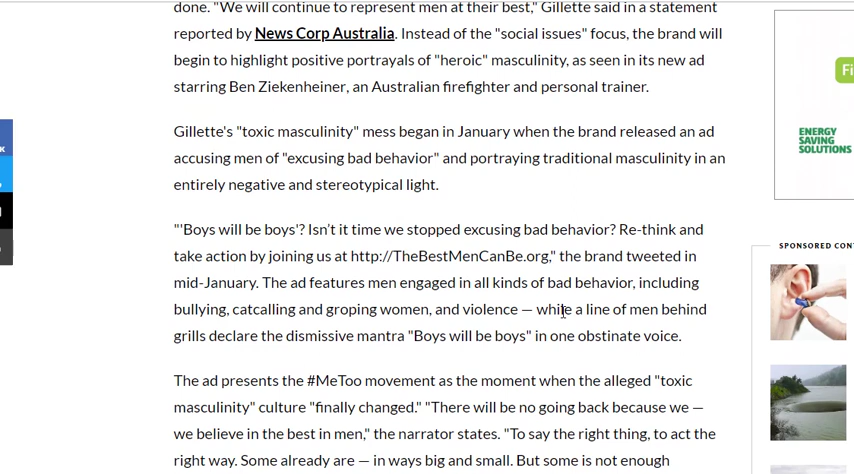 done. "We will continue to represent men at their best," Gillette said in a statement
reported by News Corp Australia. Instead of the "social issues" focus, the brand will
begin to highlight positive portrayals of "heroic" masculinity, as seen in its new ad
starring Ben Ziekenheiner, an Australian firefighter and personal trainer.
Gillette's "toxic masculinity" mess began in January when the brand released an ad
accusing men of "excusing bad behavior" and portraying traditional masculinity in an
entirely negative and stereotypical light.
"'Boys will be boys'? Isn't it time we stopped excusing bad behavior? Re-think and
take action by joining us at http://TheBestMenCanBe.org," the brand tweeted in
mid-January. The ad features men engaged in all kinds of bad behavior, including
bullying, catcalling and groping women, and violence — while a line of men behind
grills declare the dismissive mantra "Boys will be boys" in one obstinate voice.
The ad presents the #MeToo movement as the moment when the alleged "toxic
masculinity" culture "finally changed." "There will be no going back because we —
we believe in the best in men," the narrator states. "To say the right thing, to act the
right way. Some already are — in ways big and small. But some is not enough
Fi
ENERGY
SAVING
SOLUTIONS
SPONSORED CON